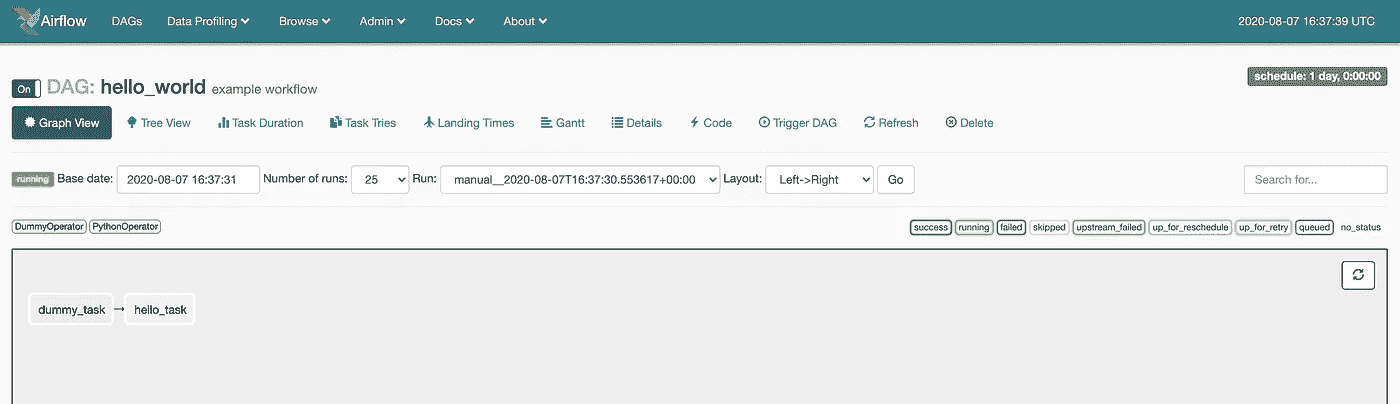 Airflow DAGs Data Profiling Browse Admin Docs About 2020-08-07 16:37:39 UTC
schedule: 1 day, 0:00:00
On DAG: hello_world example workflow
Graph View Tree View Task Duration Task Tries Landing Times Gantt Details Code Trigger DAG Refresh Delete
running Base date: 2020-08-07 16:37:31 Number of runs: 25 Run: manual__2020-08-07T16:37:30.553617+00:00 Layout: Left->Right Go Search for...
DummyOperator PythonOperator success running failed skipped upstream_failed up_for_reschedule up_for_retry queued no_status
dummy_task hello_task